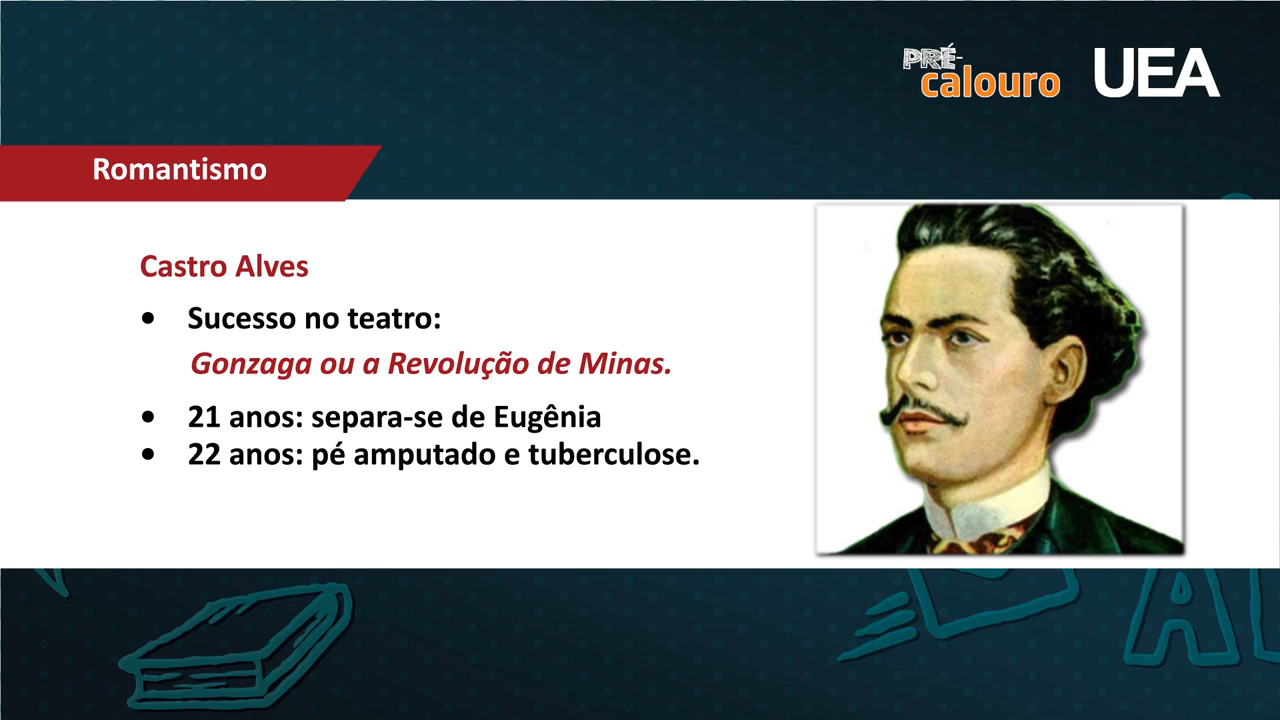 PRÉ-
calouro
UEA
Romantismo
Castro Alves
• Sucesso no teatro:
Gonzaga ou a Revolução de Minas.
• 21 anos: separa-se de Eugênia
• 22 anos: pé amputado e tuberculose.
A